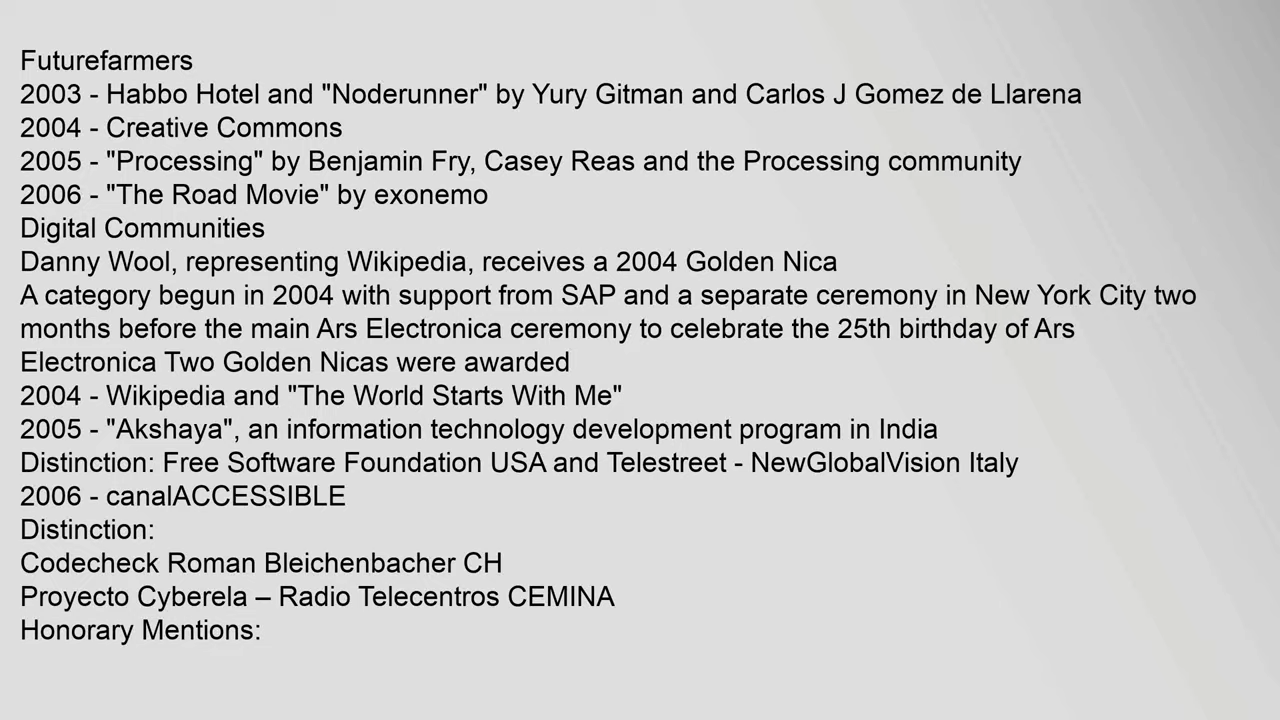 Futurefarmers
2003 - Habbo Hotel and "Noderunner" by Yury Gitman and Carlos J Gomez de Llarena
2004 - Creative Commons
2005 - "Processing" by Benjamin Fry, Casey Reas and the Processing community
2006 - "The Road Movie" by exonemo
Digital Communities
Danny Wool, representing Wikipedia, receives a 2004 Golden Nica
A category begun in 2004 with support from SAP and a separate ceremony in New York City two
months before the main Ars Electronica ceremony to celebrate the 25th birthday of Ars
Electronica Two Golden Nicas were awarded
2004 - Wikipedia and "The World Starts With Me"
2005 - "Akshaya", an information technology development program in India
Distinction: Free Software Foundation USA and Telestreet - NewGlobalVision Italy
2006 - canalACCESSIBLE
Distinction:
Codecheck Roman Bleichenbacher CH
Proyecto Cyberela – Radio Telecentros CEMINA
Honorary Mentions: